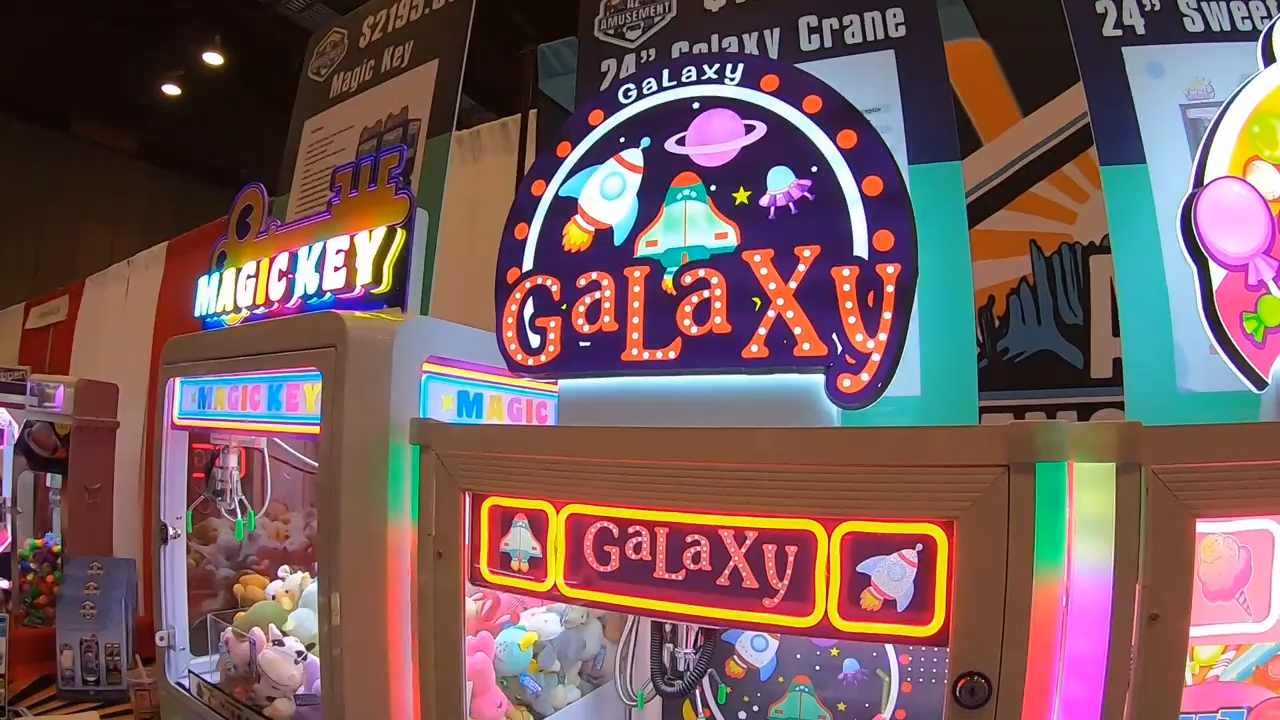 $2195.
Magic Key
AMUSEMENT
24” Galaxy Crane
24” Sweet
GaLaxy
GaLaXy
MAGIC KEY
MAGIC KEY
MAGIC
GaLaXy